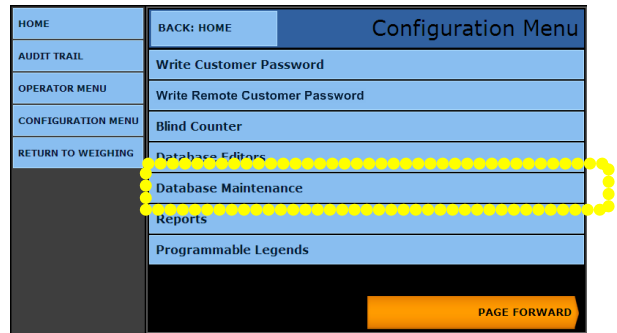 HOME
AUDIT TRAIL
OPERATOR MENU
CONFIGURATION MENU
RETURN TO WEIGHING
BACK: HOME
Configuration Menu
Write Customer Password
Write Remote Customer Password
Blind Counter
Database Editors
Database Maintenance
Reports
Programmable Legends
PAGE FORWARD